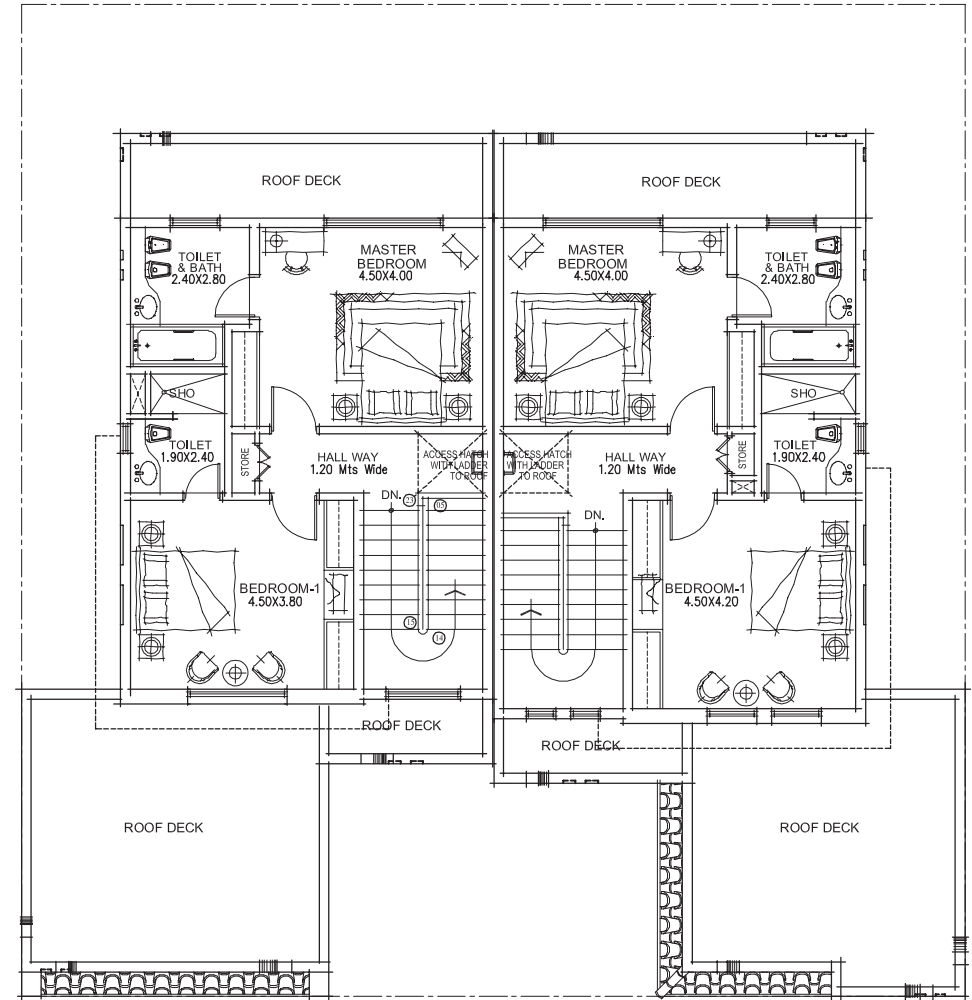 ROOF DECK
ROOF DECK
MASTER
BEDROOM
4.50X4.00
MASTER
BEDROOM
4.50X4.00
TOILET
& BATH
2.40X2.80
TOILET
& BATH
2.40X2.80
SHO
SHO
TOILET
1.90X2.40
STORE
HALL WAY
1.20 Mts Wide
ACCESS HATCH
WITH LADDER
TO ROOF
ACCESS HATCH
WITH LADDER
TO ROOF
HALL WAY
1.20 Mts Wide
STORE
TOILET
1.90X2.40
DN.
23
05
DN.
BEDROOM-1
4.50X3.80
BEDROOM-1
4.50X4.20
15
14
ROOF DECK
ROOF DECK
ROOF DECK
ROOF DECK